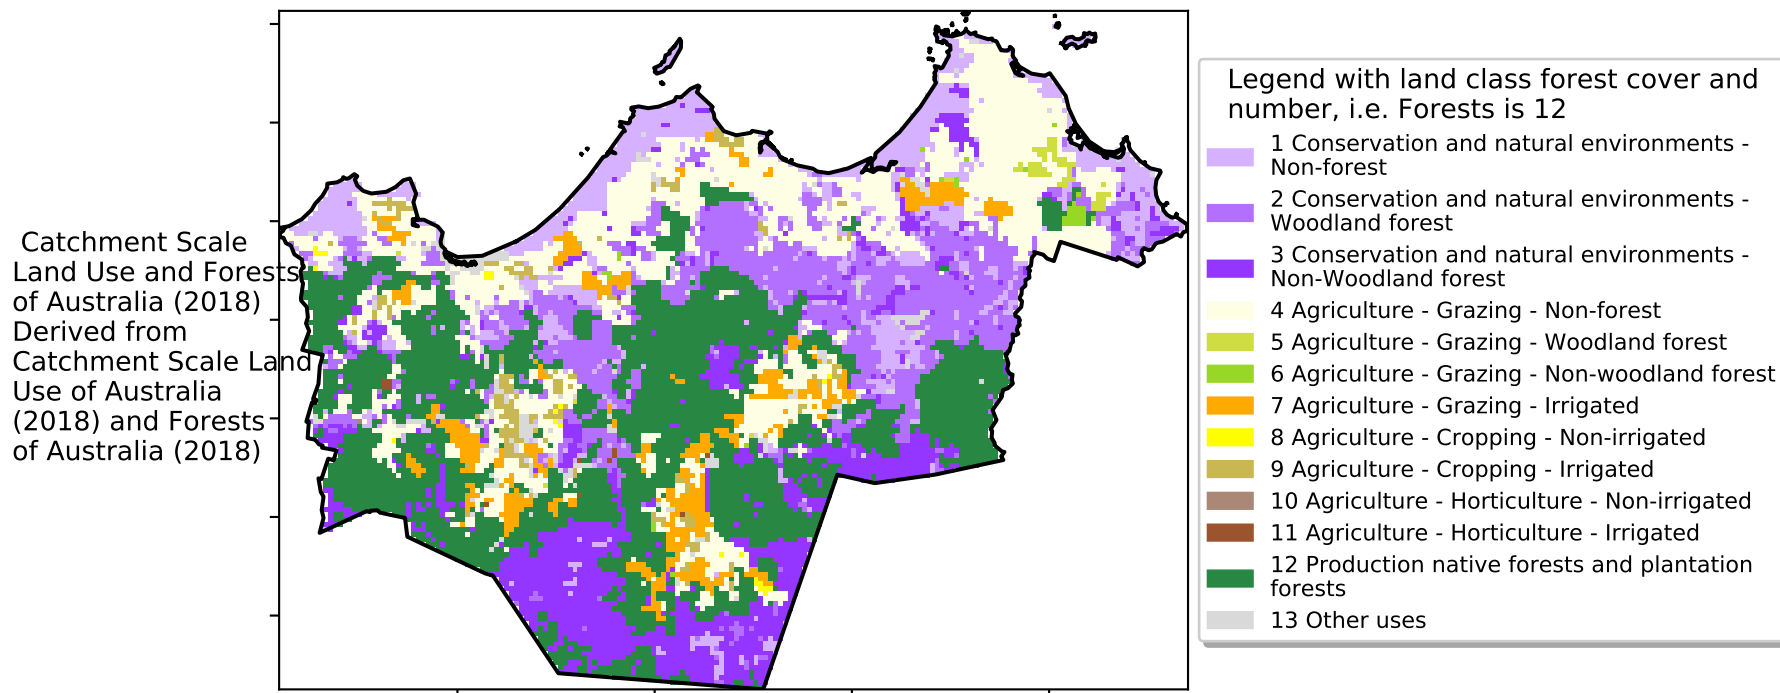 Catchment Scale
Land Use and Forests
of Australia (2018)
Derived from
Catchment Scale Land
Use of Australia
(2018) and Forests
of Australia (2018)
Legend with land class forest cover and
number, i.e. Forests is 12
1 Conservation and natural environments -
Non-forest
2 Conservation and natural environments -
Woodland forest
3 Conservation and natural environments -
Non-Woodland forest
4 Agriculture - Grazing - Non-forest
5 Agriculture - Grazing - Woodland forest
6 Agriculture - Grazing - Non-woodland forest
7 Agriculture - Grazing - Irrigated
8 Agriculture - Cropping - Non-irrigated
9 Agriculture - Cropping - Irrigated
10 Agriculture - Horticulture - Non-irrigated
11 Agriculture - Horticulture - Irrigated
12 Production native forests and plantation
forests
13 Other uses